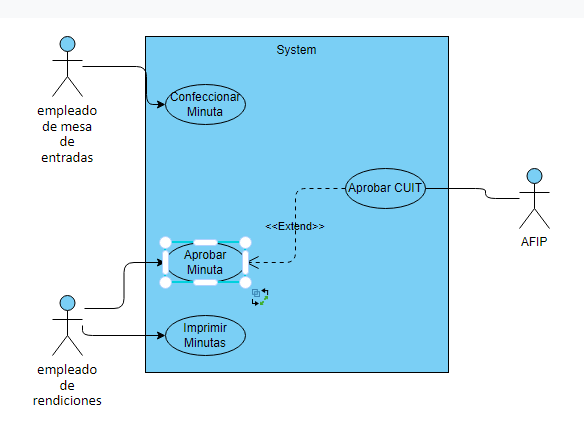 System
Confeccionar
Minuta
empleado
de mesa
de
entradas
Aprobar CUIT
<<Extend>>
AFIP
Aprobar
Minuta
Imprimir
Minutas
empleado
de
rendiciones